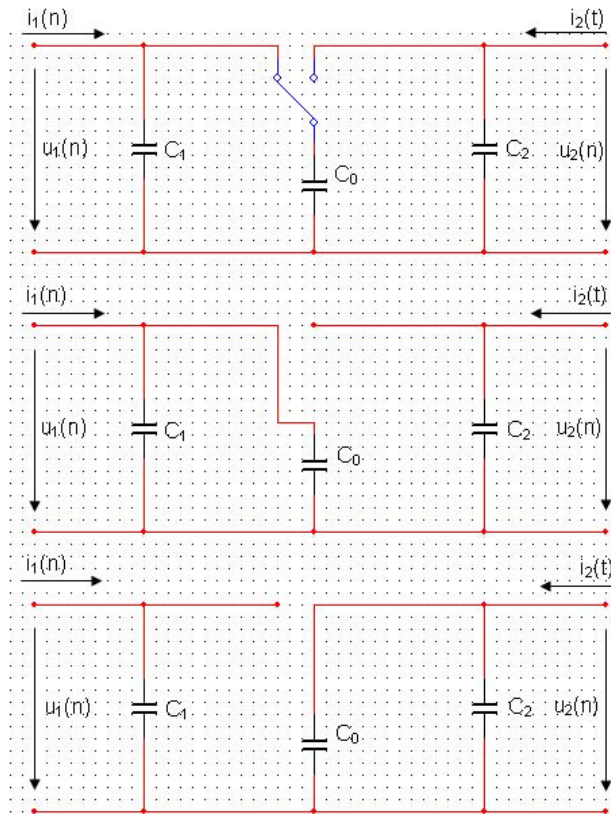 i₁(n) i₂(t)
u₁(n) C₁ C₀ C₂ u₂(n)
i₁(n) i₂(t)
u₁(n) C₁ C₀ C₂ u₂(n)
i₁(n) i₂(t)
u₁(n) C₁ C₀ C₂ u₂(n)